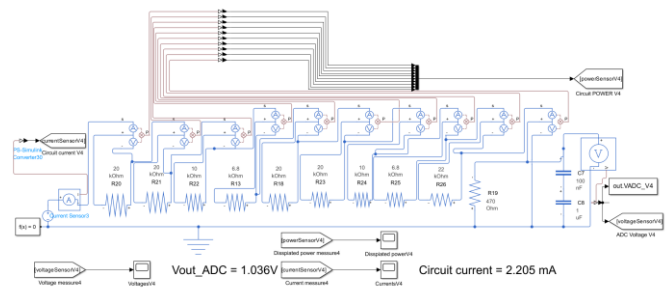 [powerSensorV4]
Circuit POWER V4
[currentSensorV4]
Circuit current V4
PS-Simulink
Converter30
20
kOhm
R20
20
kOhm
R21
10
kOhm
R22
6.8
kOhm
R13
20
kOhm
R18
20
kOhm
R23
10
kOhm
R24
6.8
kOhm
R25
22
kOhm
R26
R19
470
Ohm
C7
100
nF
C6
1
uF
V
out.VADC_V4
[voltageSensorV4]
ADC Voltage V4
A
Current Sensor3
f(x) = 0
[powerSensorV4]
Dissipated power measure4
Dissipated powerV4
[voltageSensorV4]
Voltage measure4
VoltagesV4
Vout_ADC = 1.036V
[currentSensorV4]
Current measure4
CurrentsV4
Circuit current = 2.205 mA